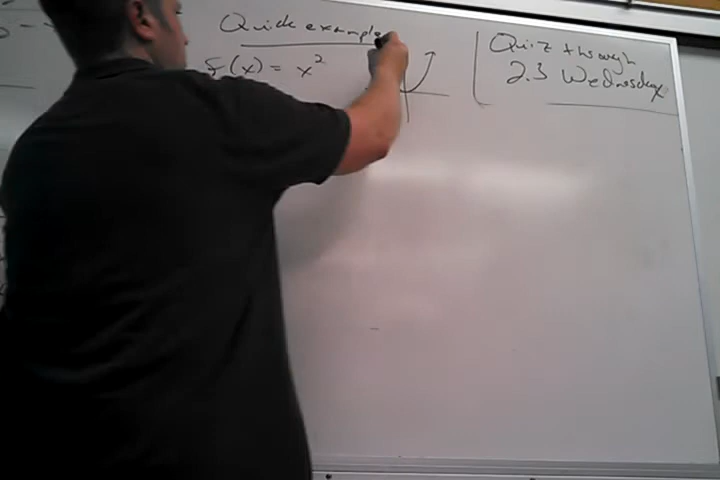 Quick example
f(x) = x²
Quiz through
2.3 Wednesday